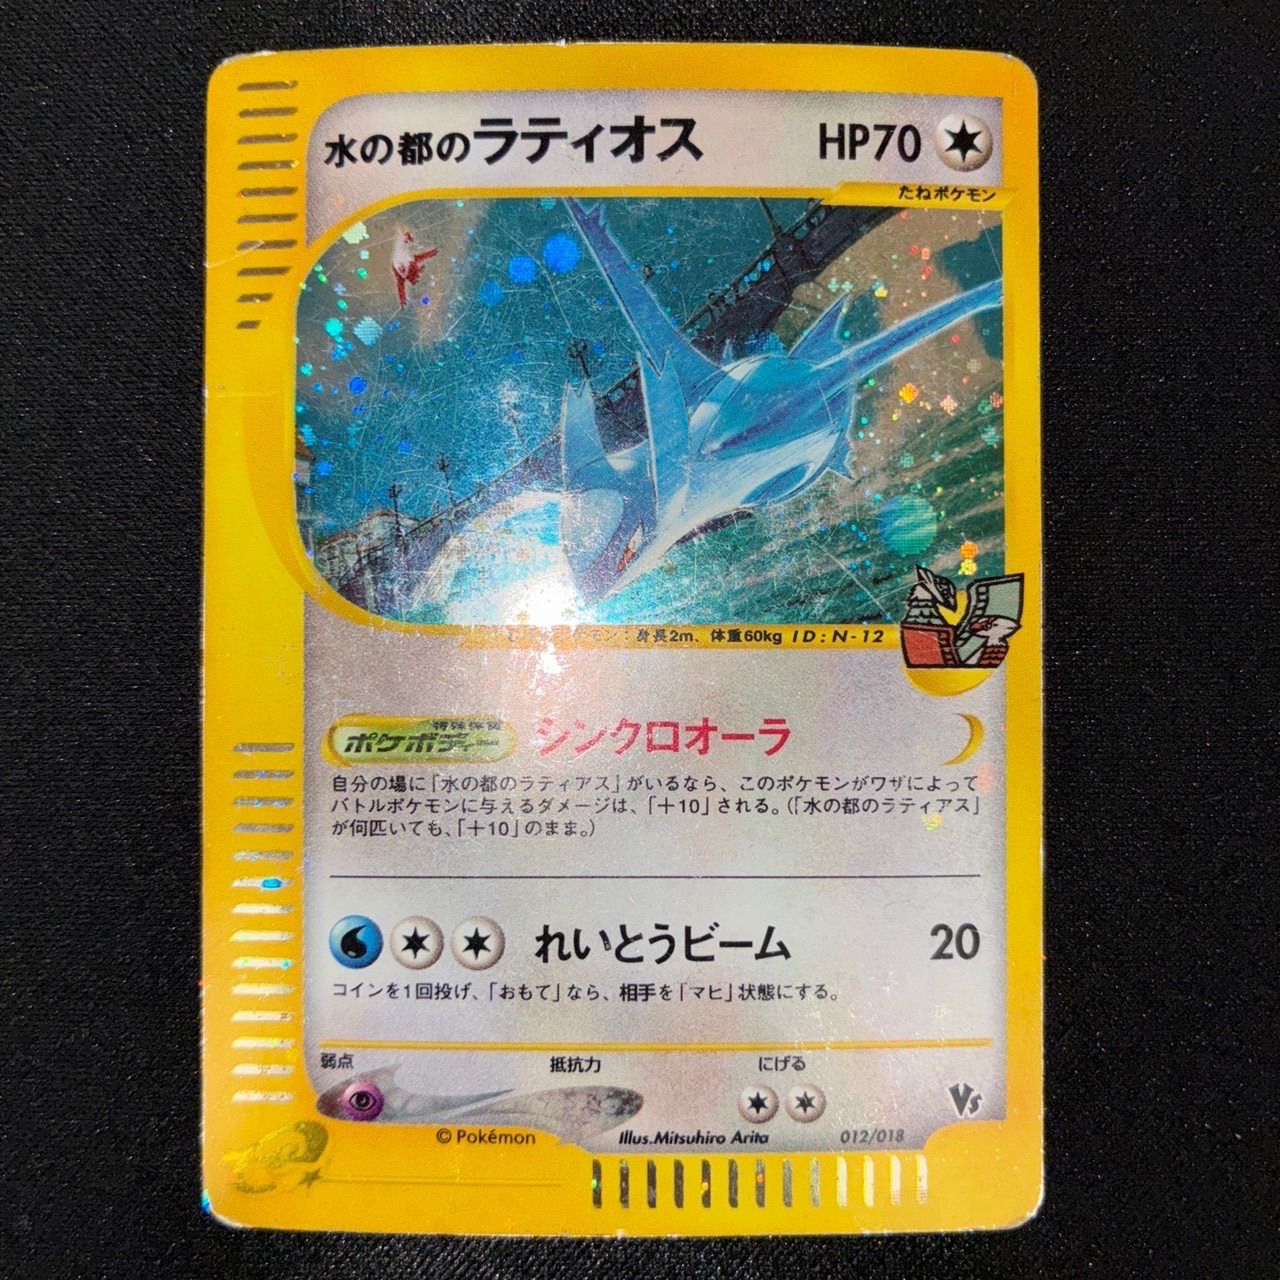 水の都のラティオス HP70
たねポケモン
モン：身長2m、体重60kg ID:N-12
特殊体質
ポケボディー シンクロオーラ
自分の場に「水の都のラティアス」がいるなら、このポケモンがワザによって
バトルポケモンに与えるダメージは、「＋10」される。（「水の都のラティアス」
が何匹いても、「＋10」のまま。）
れいとうビーム 20
コインを1回投げ、「おもて」なら、相手を「マヒ」状態にする。
弱点 抵抗力 にげる
Vs
© Pokémon Illus.Mitsuhiro Arita 012/018